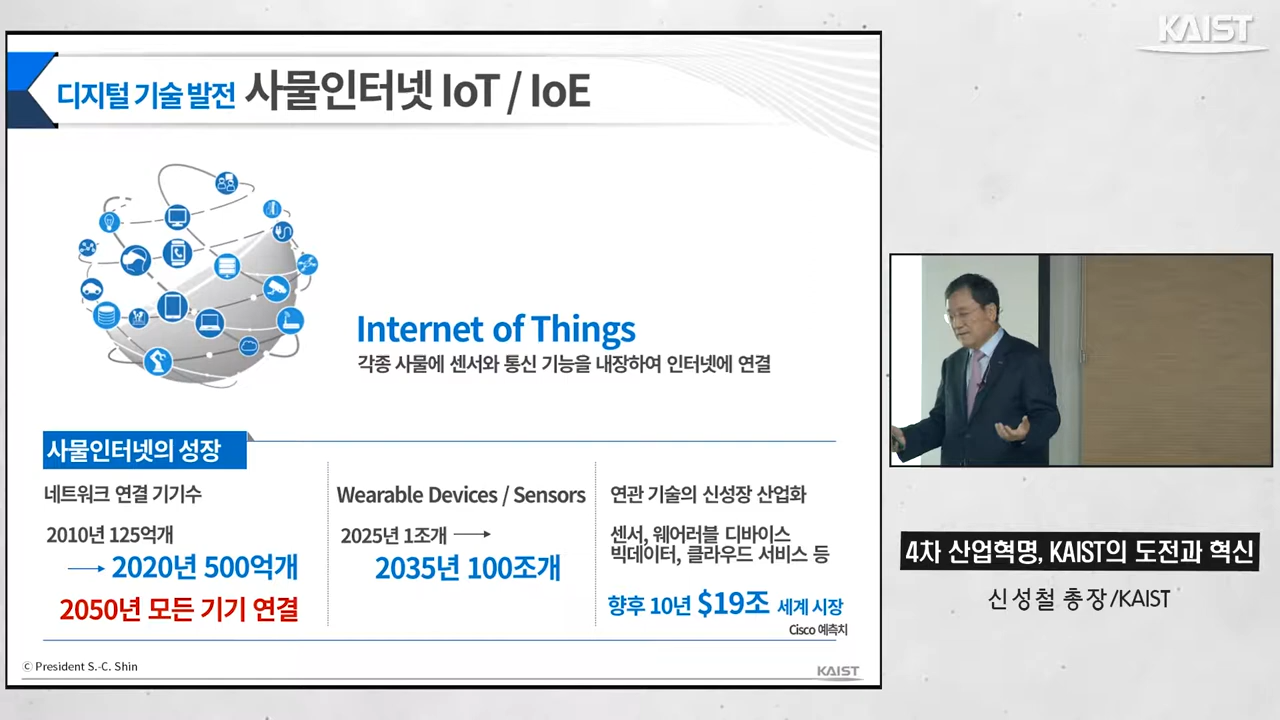 KAIST
디지털 기술 발전 사물인터넷 IoT / IoE
Internet of Things
각종 사물에 센서와 통신 기능을 내장하여 인터넷에 연결
사물인터넷의 성장
네트워크 연결 기기수
2010년 125억개
2020년 500억개
2050년 모든 기기 연결
Wearable Devices / Sensors
2025년 1조개
2035년 100조개
연관 기술의 신성장 산업화
센서, 웨어러블 디바이스
빅데이터, 클라우드 서비스 등
향후 10년 $19조 세계 시장
Cisco 예측치
© President S.-C. Shin
KAIST
4차 산업혁명, KAIST의 도전과 혁신
신성철 총장/KAIST